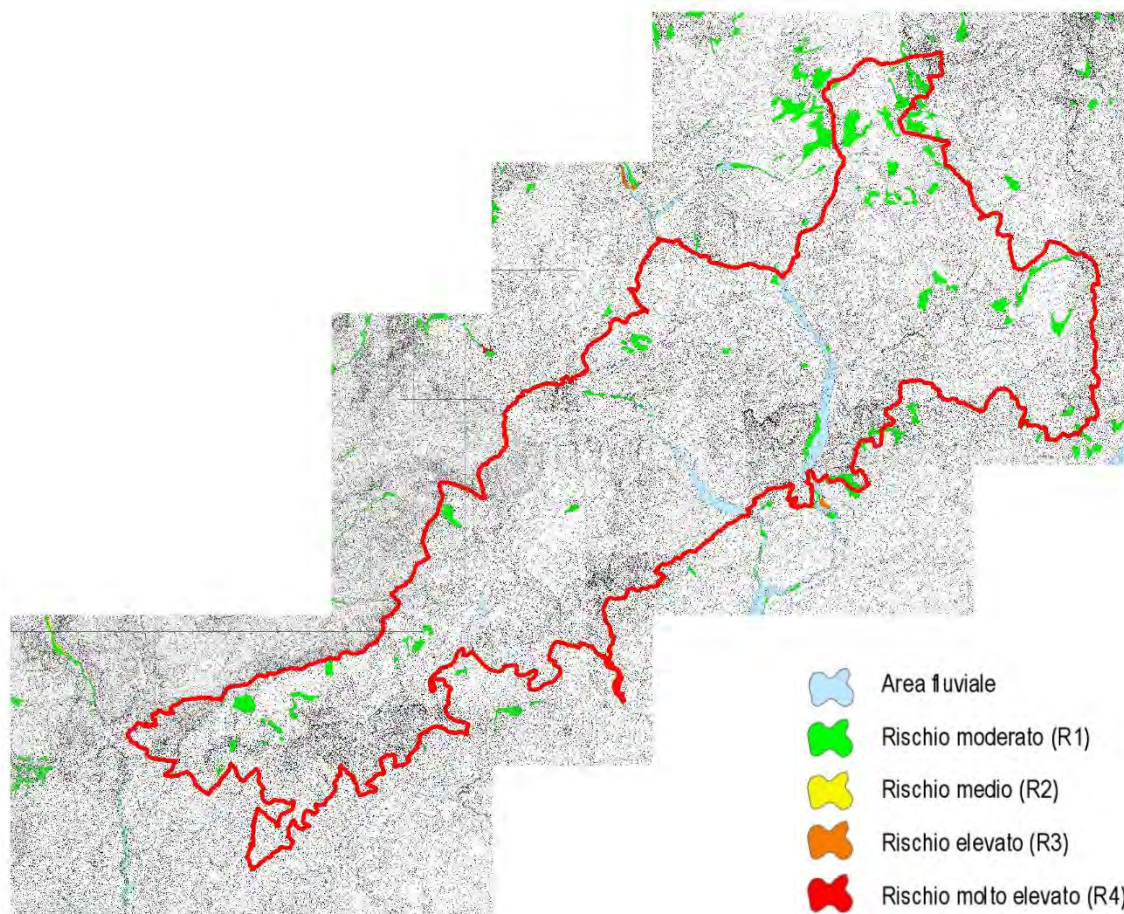 Area fluviale
Rischio moderato (R1)
Rischio medio (R2)
Rischio elevato (R3)
Rischio molto elevato (R4)